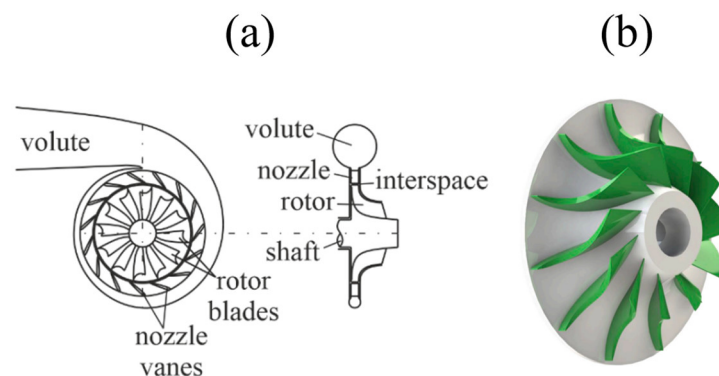 (a)
(b)
volute
volute
nozzle
interspace
rotor
shaft
rotor
blades
nozzle
vanes